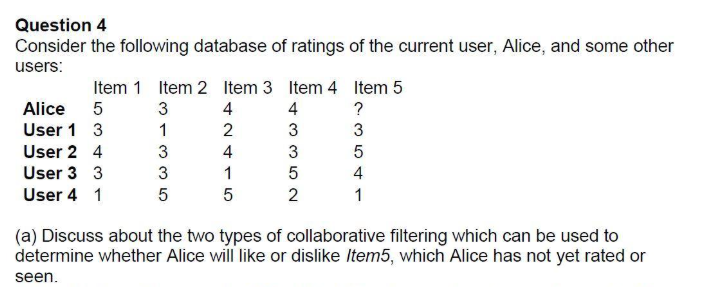 Question 4
Consider the following database of ratings of the current user, Alice, and some other
users:
Item 1 Item 2 Item 3 Item 4 Item 5
Alice 5 3 4 4 ?
User 1 3 1 2 3 3
User 2 4 3 4 3 5
User 3 3 3 1 5 4
User 4 1 5 5 2 1
(a) Discuss about the two types of collaborative filtering which can be used to
determine whether Alice will like or dislike Item5, which Alice has not yet rated or
seen.